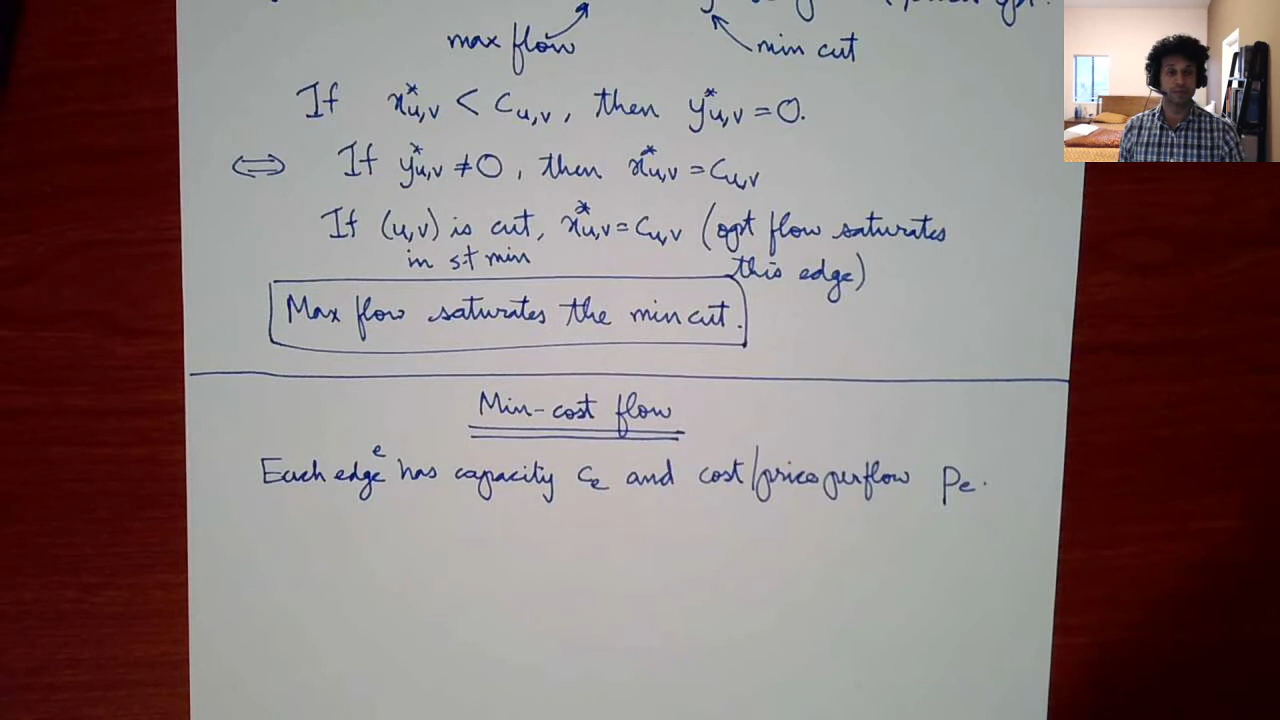 max flow min cut
If x*u,v < Cu,v, then y*u,v = 0.
⟺ If y*u,v ≠ 0, then x*u,v = Cu,v
If (u,v) is cut, x*u,v = Cu,v (opt flow saturates
in s-t min this edge)
Max flow saturates the min cut.
Min-cost flow
Each edge e has capacity ce and cost/price per flow pe.